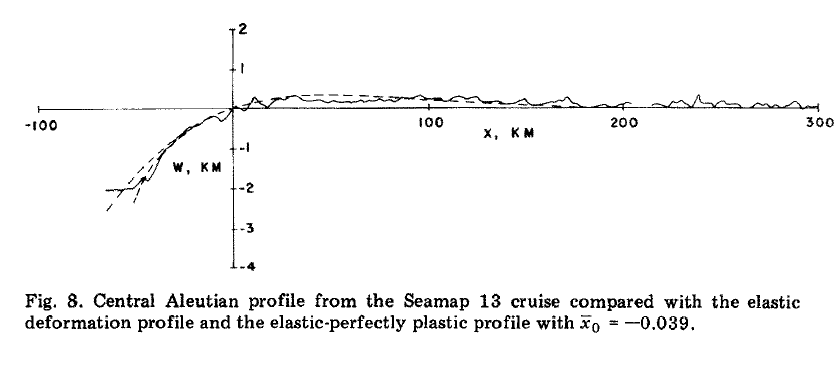 2
1
-100
100
200
300
X, KM
-1
W, KM
-2
-3
-4
Fig. 8. Central Aleutian profile from the Seamap 13 cruise compared with the elastic
deformation profile and the elastic-perfectly plastic profile with x̄₀ = −0.039.